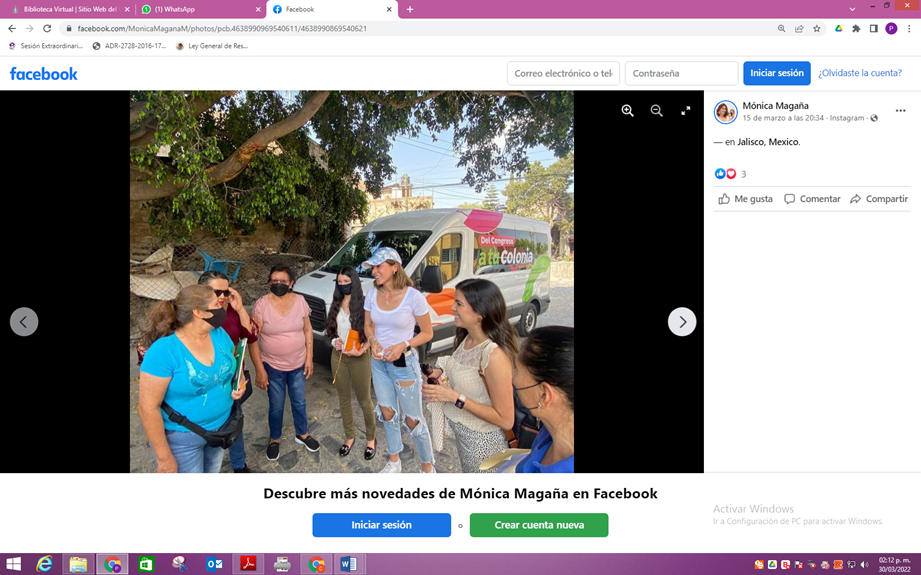 Biblioteca Virtual | Sitio Web del
(1) WhatsApp
Facebook
facebook.com/MonicaMaganaM/photos/pcb.4638990969540611/4638990869540621
Sesión Extraordinari...
ADR-2728-2016-17...
Ley General de Res...
facebook
Correo electrónico o tel
Contraseña
Iniciar sesión
¿Olvidaste la cuenta?
Mónica Magaña
15 de marzo a las 20:34 · Instagram ·
— en Jalisco, Mexico.
3
Me gusta
Comentar
Compartir
Del Congreso
a tu Colonia
Descubre más novedades de Mónica Magaña en Facebook
Iniciar sesión
o
Crear cuenta nueva
Activar Windows
Ir a Configuración de PC para activar Windows.
02:12 p. m.
30/03/2022